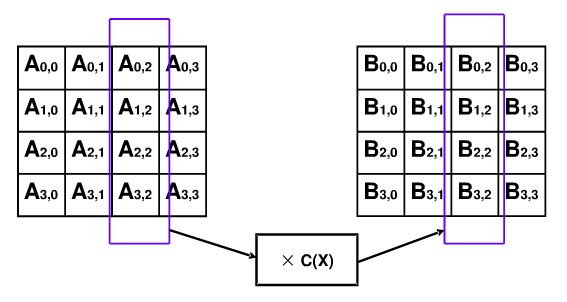 A0,0 A0,1 A0,2 A0,3 B0,0 B0,1 B0,2 B0,3
A1,0 A1,1 A1,2 A1,3 B1,0 B1,1 B1,2 B1,3
A2,0 A2,1 A2,2 A2,3 B2,0 B2,1 B2,2 B2,3
A3,0 A3,1 A3,2 A3,3 B3,0 B3,1 B3,2 B3,3
× C(X)